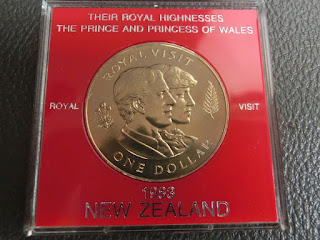 THEIR ROYAL HIGHNESSES
THE PRINCE AND PRINCESS OF WALES
ROYAL VISIT
ROYAL
VISIT
ONE DOLLAR
1983
NEW ZEALAND